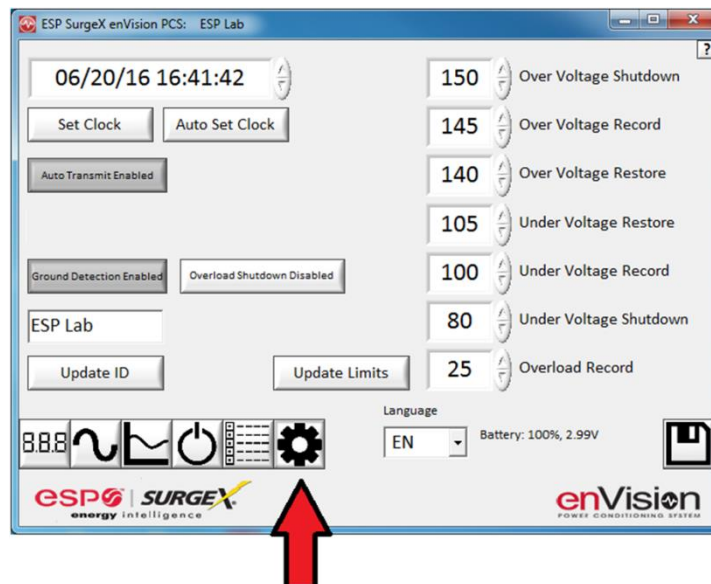 ESP SurgeX enVision PCS: ESP Lab
?
06/20/16 16:41:42
Set Clock
Auto Set Clock
Auto Transmit Enabled
Ground Detection Enabled
Overload Shutdown Disabled
ESP Lab
Update ID
Update Limits
150 Over Voltage Shutdown
145 Over Voltage Record
140 Over Voltage Restore
105 Under Voltage Restore
100 Under Voltage Record
80 Under Voltage Shutdown
25 Overload Record
8.8.8
Language
EN
Battery: 100%, 2.99V
esp | SURGEX
energy intelligence
enVision
POWER CONDITIONING SYSTEM